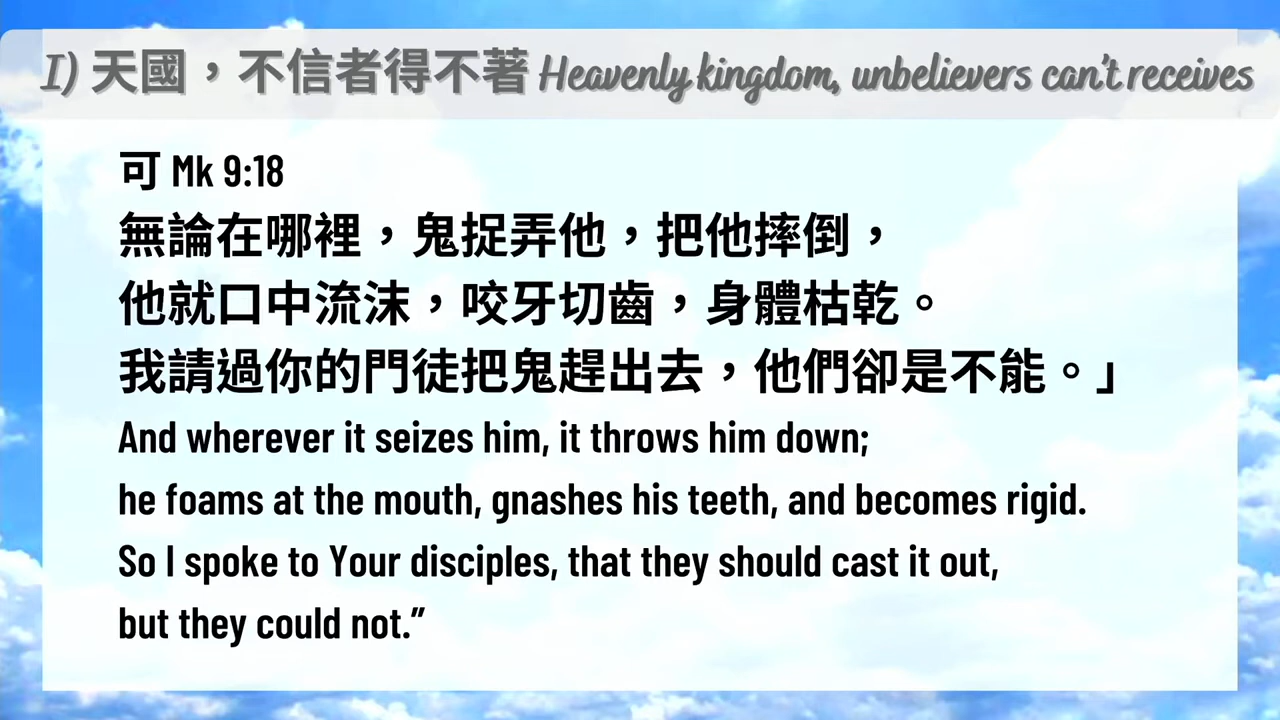 I) 天國，不信者得不著 Heavenly kingdom, unbelievers can't receives
可 Mk 9:18
無論在哪裡，鬼捉弄他，把他摔倒，
他就口中流沫，咬牙切齒，身體枯乾。
我請過你的門徒把鬼趕出去，他們卻是不能。」
And wherever it seizes him, it throws him down;
he foams at the mouth, gnashes his teeth, and becomes rigid.
So I spoke to Your disciples, that they should cast it out,
but they could not.”